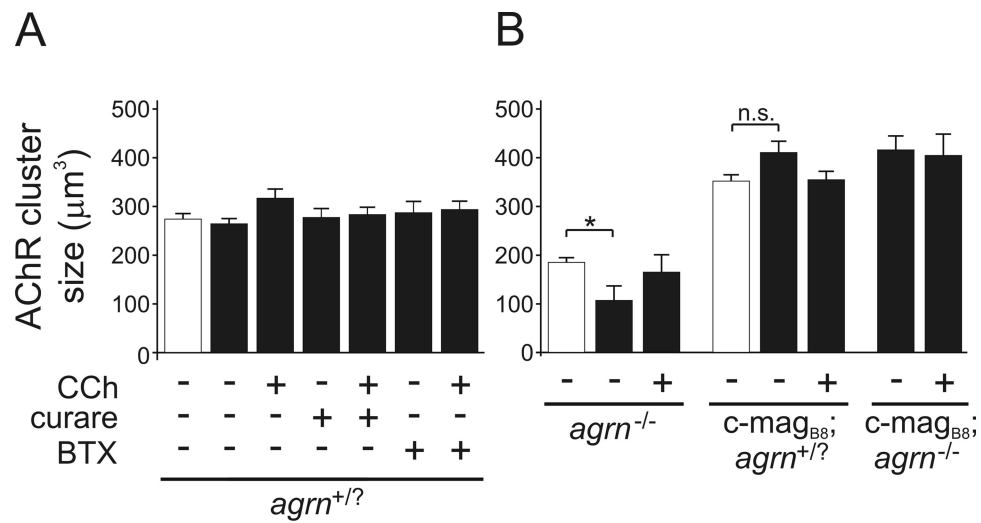 A
B
AChR cluster
size (μm³)
500
400
300
200
100
0
500
400
300
200
100
0
*
n.s.
CCh - - + - + - +
curare - - - + + - -
BTX - - - - - + +
agrn+/?
- - + - - + - +
agrn-/-
c-magB8;
agrn+/?
c-magB8;
agrn-/-